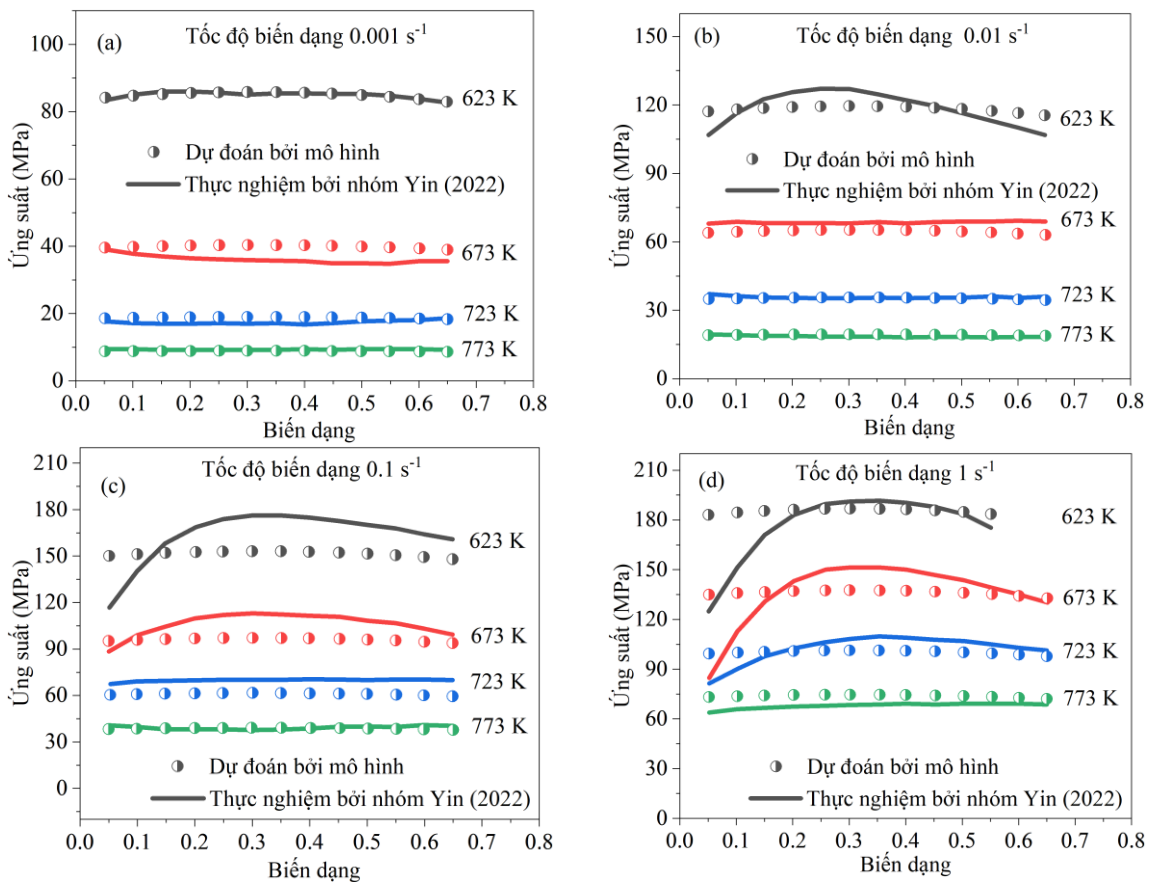 (a)
Tốc độ biến dạng 0.001 s⁻¹
100
80
60
40
20
0
Ứng suất (MPa)
623 K
Dự đoán bởi mô hình
Thực nghiệm bởi nhóm Yin (2022)
673 K
723 K
773 K
0.0 0.1 0.2 0.3 0.4 0.5 0.6 0.7 0.8
Biến dạng
(b)
Tốc độ biến dạng 0.01 s⁻¹
150
120
90
60
30
0
Ứng suất (MPa)
623 K
Dự đoán bởi mô hình
Thực nghiệm bởi nhóm Yin (2022)
673 K
723 K
773 K
0.0 0.1 0.2 0.3 0.4 0.5 0.6 0.7 0.8
Biến dạng
(c)
Tốc độ biến dạng 0.1 s⁻¹
210
180
150
120
90
60
30
0
Ứng suất (MPa)
623 K
673 K
723 K
773 K
Dự đoán bởi mô hình
Thực nghiệm bởi nhóm Yin (2022)
0.0 0.1 0.2 0.3 0.4 0.5 0.6 0.7 0.8
Biến dạng
(d)
Tốc độ biến dạng 1 s⁻¹
210
180
150
120
90
60
30
0
Ứng suất (MPa)
623 K
673 K
723 K
773 K
Dự đoán bởi mô hình
Thực nghiệm bởi nhóm Yin (2022)
0.0 0.1 0.2 0.3 0.4 0.5 0.6 0.7 0.8
Biến dạng